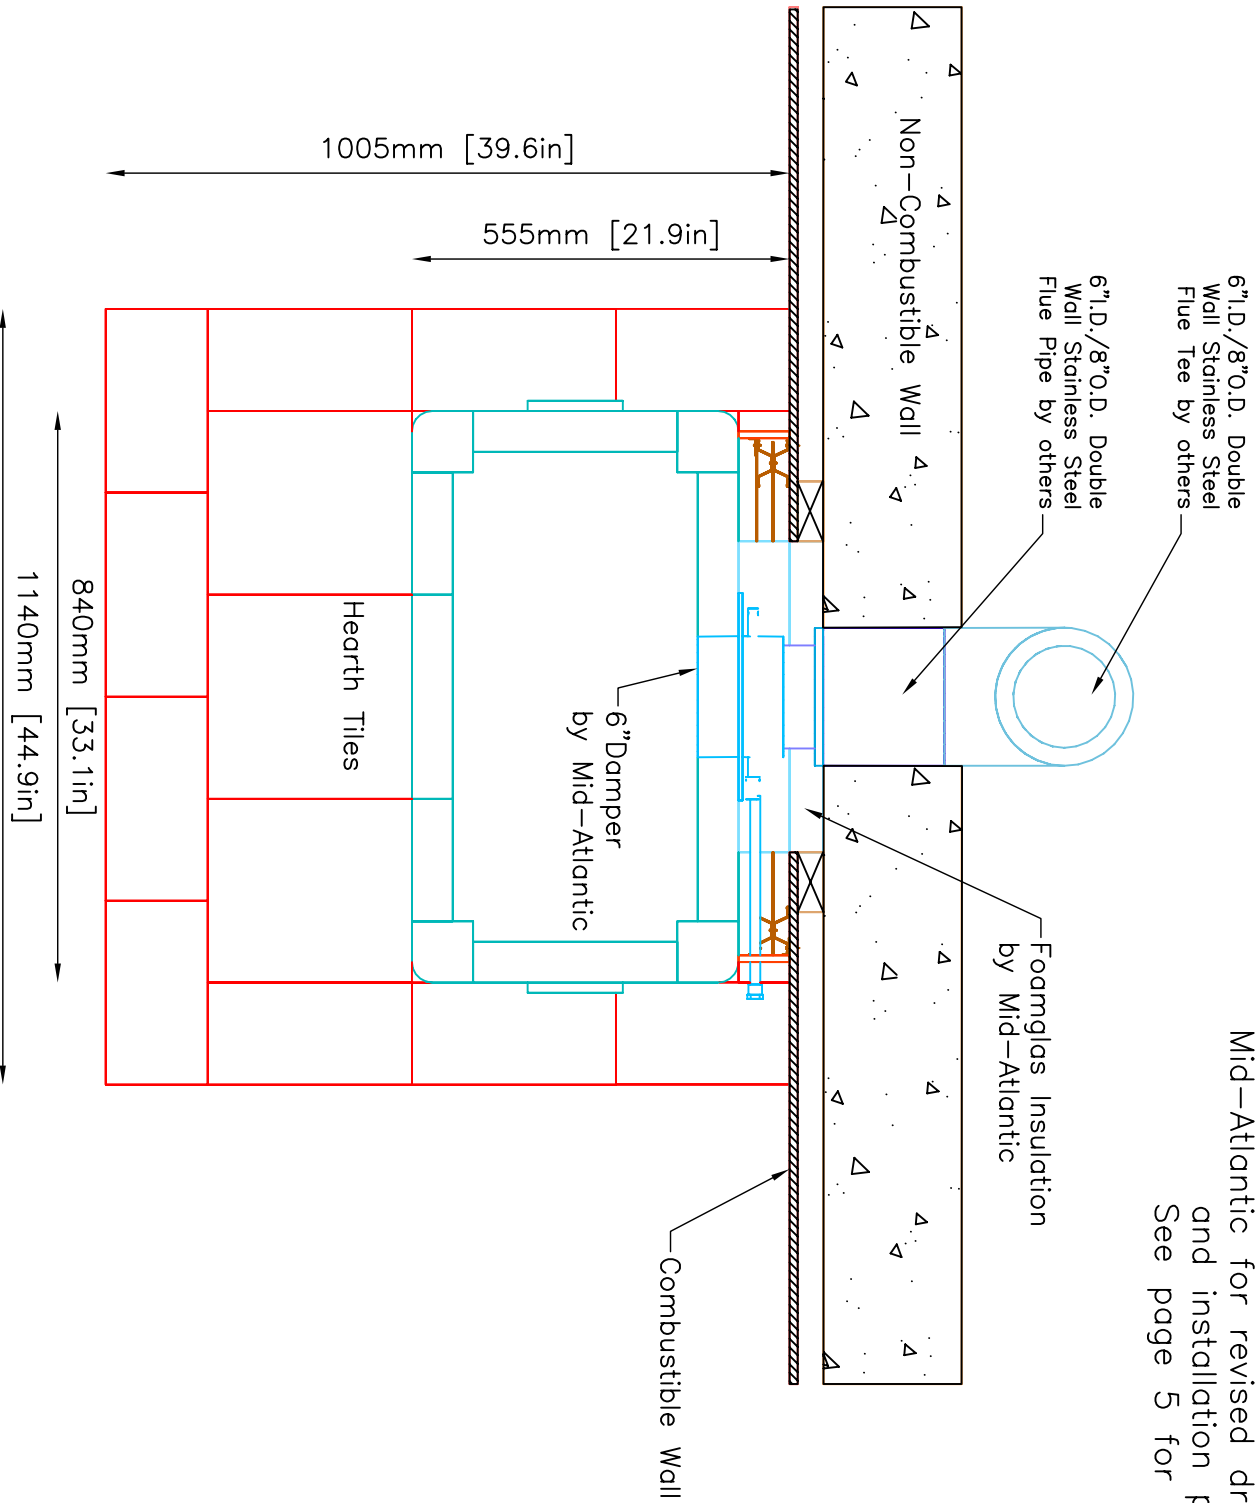 Mid-Atlantic for revised
and installation
See page 5 for
6"I.D./8"O.D. Double
Wall Stainless Steel
Flue Tee by others
6"I.D./8"O.D. Double
Wall Stainless Steel
Flue Pipe by others
Non-Combustible Wall
Foamglas Insulation
by Mid-Atlantic
Combustible Wall
6"Damper
by Mid-Atlantic
Hearth Tiles
1005mm [39.6in]
555mm [21.9in]
840mm [33.1in]
1140mm [44.9in]